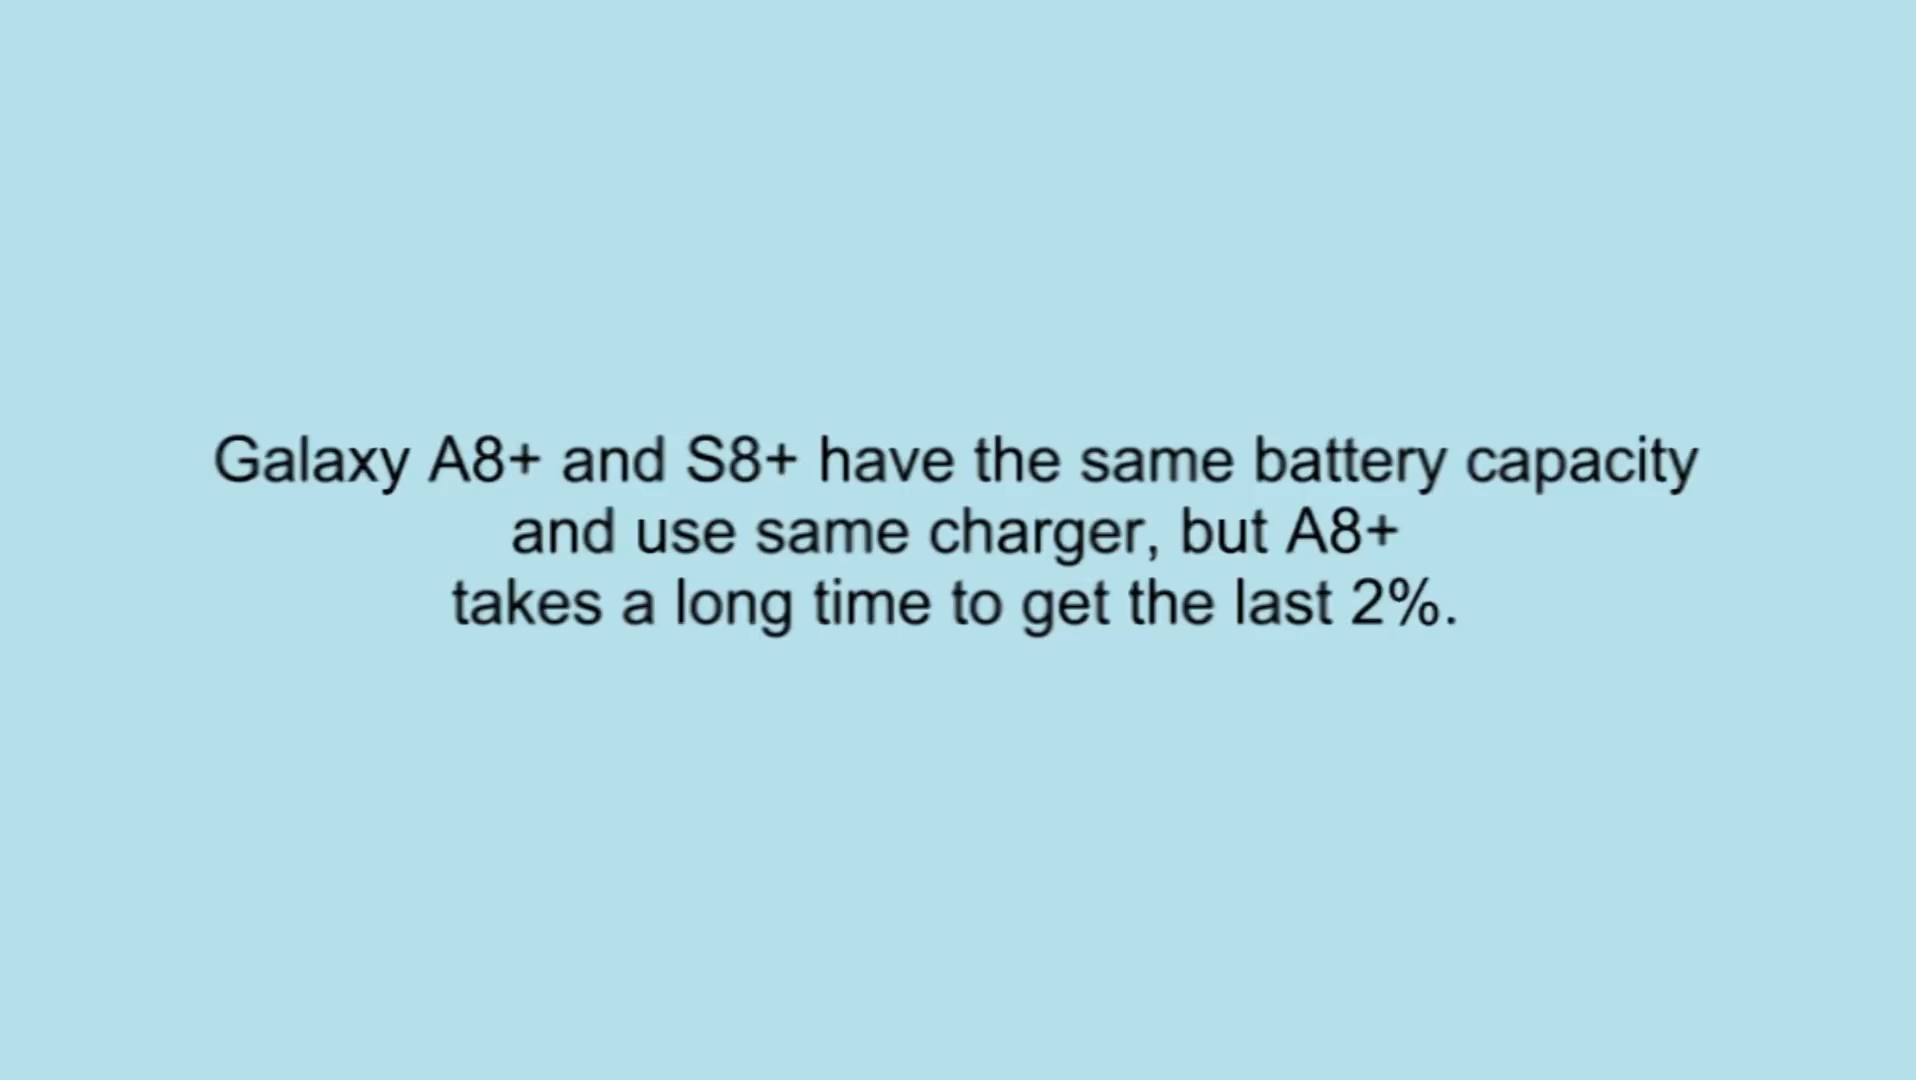 Galaxy A8+ and S8+ have the same battery capacity
and use same charger, but A8+
takes a long time to get the last 2%.